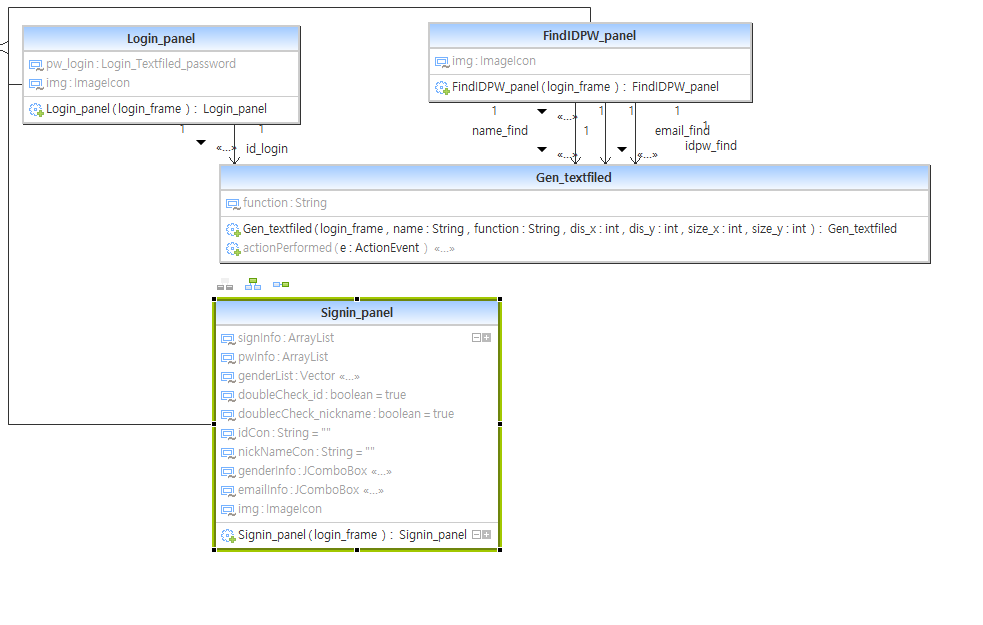 Login_panel
pw_login : Login_Textfiled_password
img : ImageIcon
Login_panel ( login_frame ) : Login_panel
FindIDPW_panel
img : ImageIcon
FindIDPW_panel ( login_frame ) : FindIDPW_panel
1
1
«...»
id_login
1
name_find
«...»
1
1
1
1
email_find
1
idpw_find
«...»
«...»
Gen_textfiled
function : String
Gen_textfiled ( login_frame , name : String , function : String , dis_x : int , dis_y : int , size_x : int , size_y : int ) : Gen_textfiled
actionPerformed ( e : ActionEvent ) «...»
Signin_panel
signInfo : ArrayList
pwInfo : ArrayList
genderList : Vector «...»
doubleCheck_id : boolean = true
doublecCheck_nickname : boolean = true
idCon : String = ""
nickNameCon : String = ""
genderInfo : JComboBox «...»
emailInfo : JComboBox «...»
img : ImageIcon
Signin_panel ( login_frame ) : Signin_panel